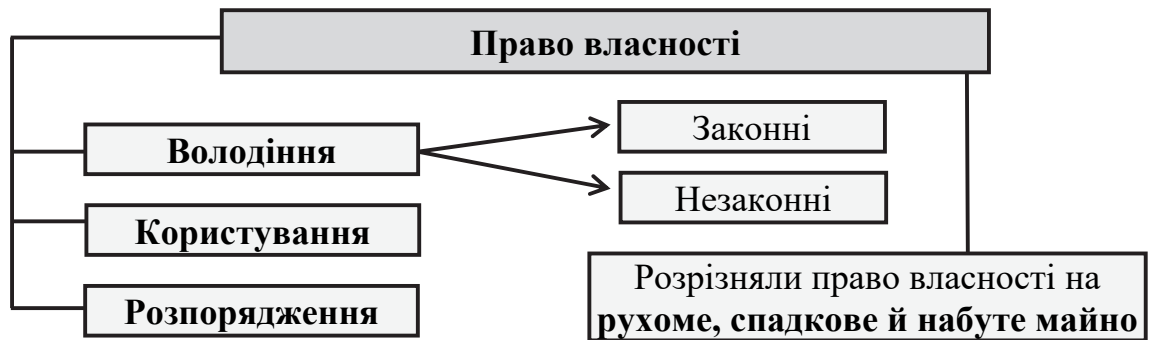 Право власності
Володіння
Законні
Незаконні
Користування
Розпорядження
Розрізняли право власності на
рухоме, спадкове й набуте майно